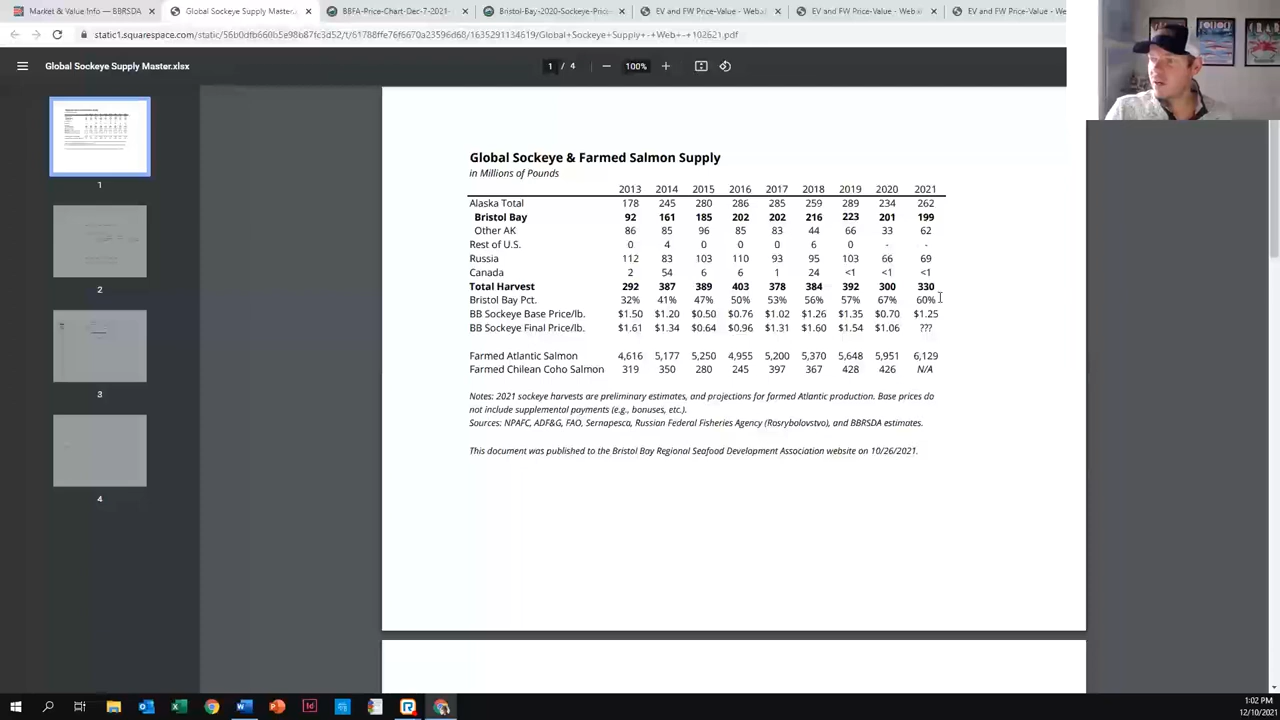 Market & Value Info — BBRSDA
Global Sockeye Supply Master.
BBFA-Price-Chart-Dec-7-2021-
Bristol-Bay-2020-Sockeye-Price-
EV and FW Price-Value - Web.
EV and FW Price-Value - Web.
EV and FW Price-Value - Web.
Global Sockeye Supply Master.xlsx
1 / 4
100%
Global Sockeye & Farmed Salmon Supply
in Millions of Pounds
2013 2014 2015 2016 2017 2018 2019 2020 2021
Alaska Total 178 245 280 286 285 259 289 234 262
Bristol Bay 92 161 185 202 202 216 223 201 199
Other AK 86 85 96 85 83 44 66 33 62
Rest of U.S. 0 4 0 0 0 6 0 - -
Russia 112 83 103 110 93 95 103 66 69
Canada 2 54 6 6 1 24 <1 <1 <1
Total Harvest 292 387 389 403 378 384 392 300 330
Bristol Bay Pct. 32% 41% 47% 50% 53% 56% 57% 67% 60%
BB Sockeye Base Price/lb. $1.50 $1.20 $0.50 $0.76 $1.02 $1.26 $1.35 $0.70 $1.25
BB Sockeye Final Price/lb. $1.61 $1.34 $0.64 $0.96 $1.31 $1.60 $1.54 $1.06 ???
Farmed Atlantic Salmon 4,616 5,177 5,250 4,955 5,200 5,370 5,648 5,951 6,129
Farmed Chilean Coho Salmon 319 350 280 245 397 367 428 426 N/A
Notes: 2021 sockeye harvests are preliminary estimates, and projections for farmed Atlantic production. Base prices do
not include supplemental payments (e.g., bonuses, etc.).
Sources: NPAFC, ADF&G, FAO, Sernapesca, Russian Federal Fisheries Agency (Rosrybolovstvo), and BBRSDA estimates.
This document was published to the Bristol Bay Regional Seafood Development Association website on 10/26/2021.
1
2
3
4
1:02 PM
12/10/2021